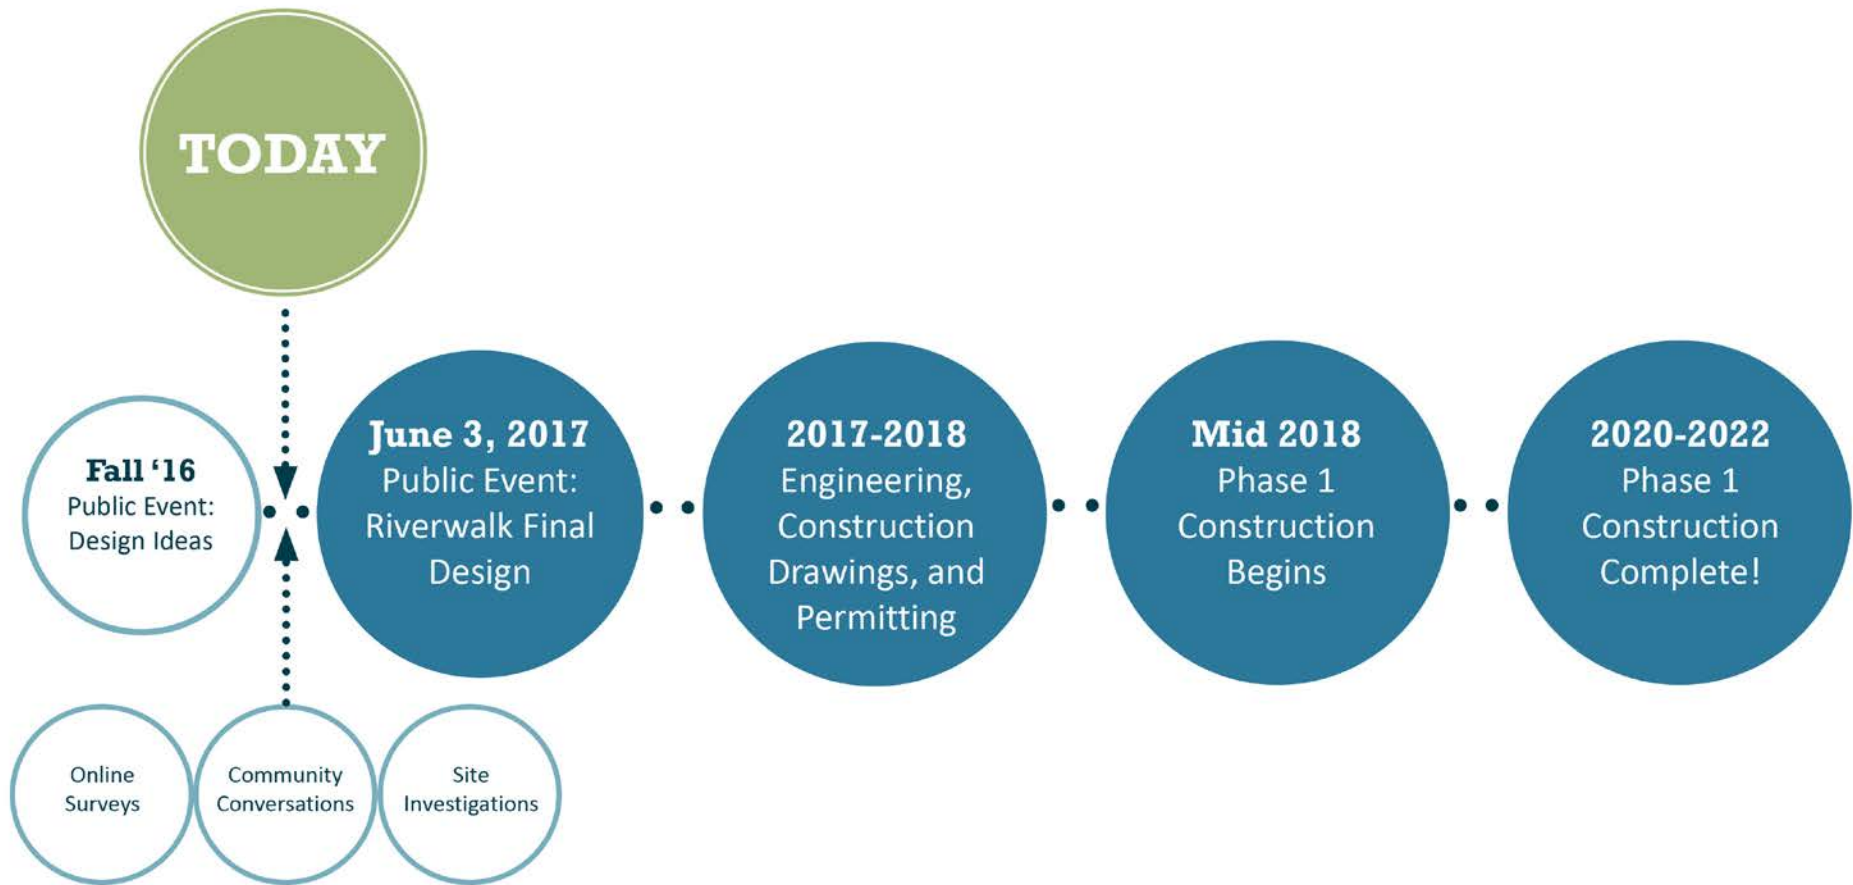 TODAY
Fall ‘16
Public Event:
Design Ideas
June 3, 2017
Public Event:
Riverwalk Final
Design
2017-2018
Engineering,
Construction
Drawings, and
Permitting
Mid 2018
Phase 1
Construction
Begins
2020-2022
Phase 1
Construction
Complete!
Online
Surveys
Community
Conversations
Site
Investigations